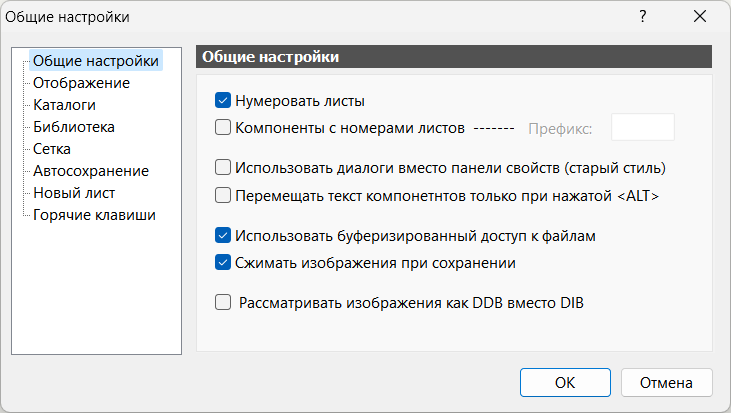 Общие настройки ? ✕
Общие настройки
Отображение
Каталоги
Библиотека
Сетка
Автосохранение
Новый лист
Горячие клавиши
Общие настройки
Нумеровать листы
Компоненты с номерами листов ------- Префикс:
Использовать диалоги вместо панели свойств (старый стиль)
Перемещать текст компонетнтов только при нажатой <ALT>
Использовать буферизированный доступ к файлам
Сжимать изображения при сохранении
Рассматривать изображения как DDB вместо DIB
OK Отмена